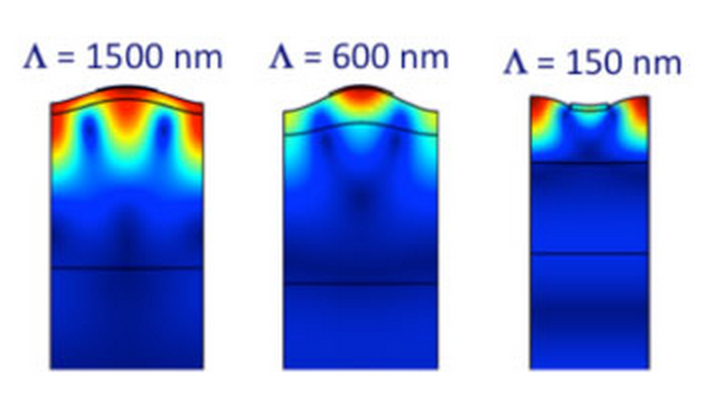 Λ = 1500 nm
Λ = 600 nm
Λ = 150 nm